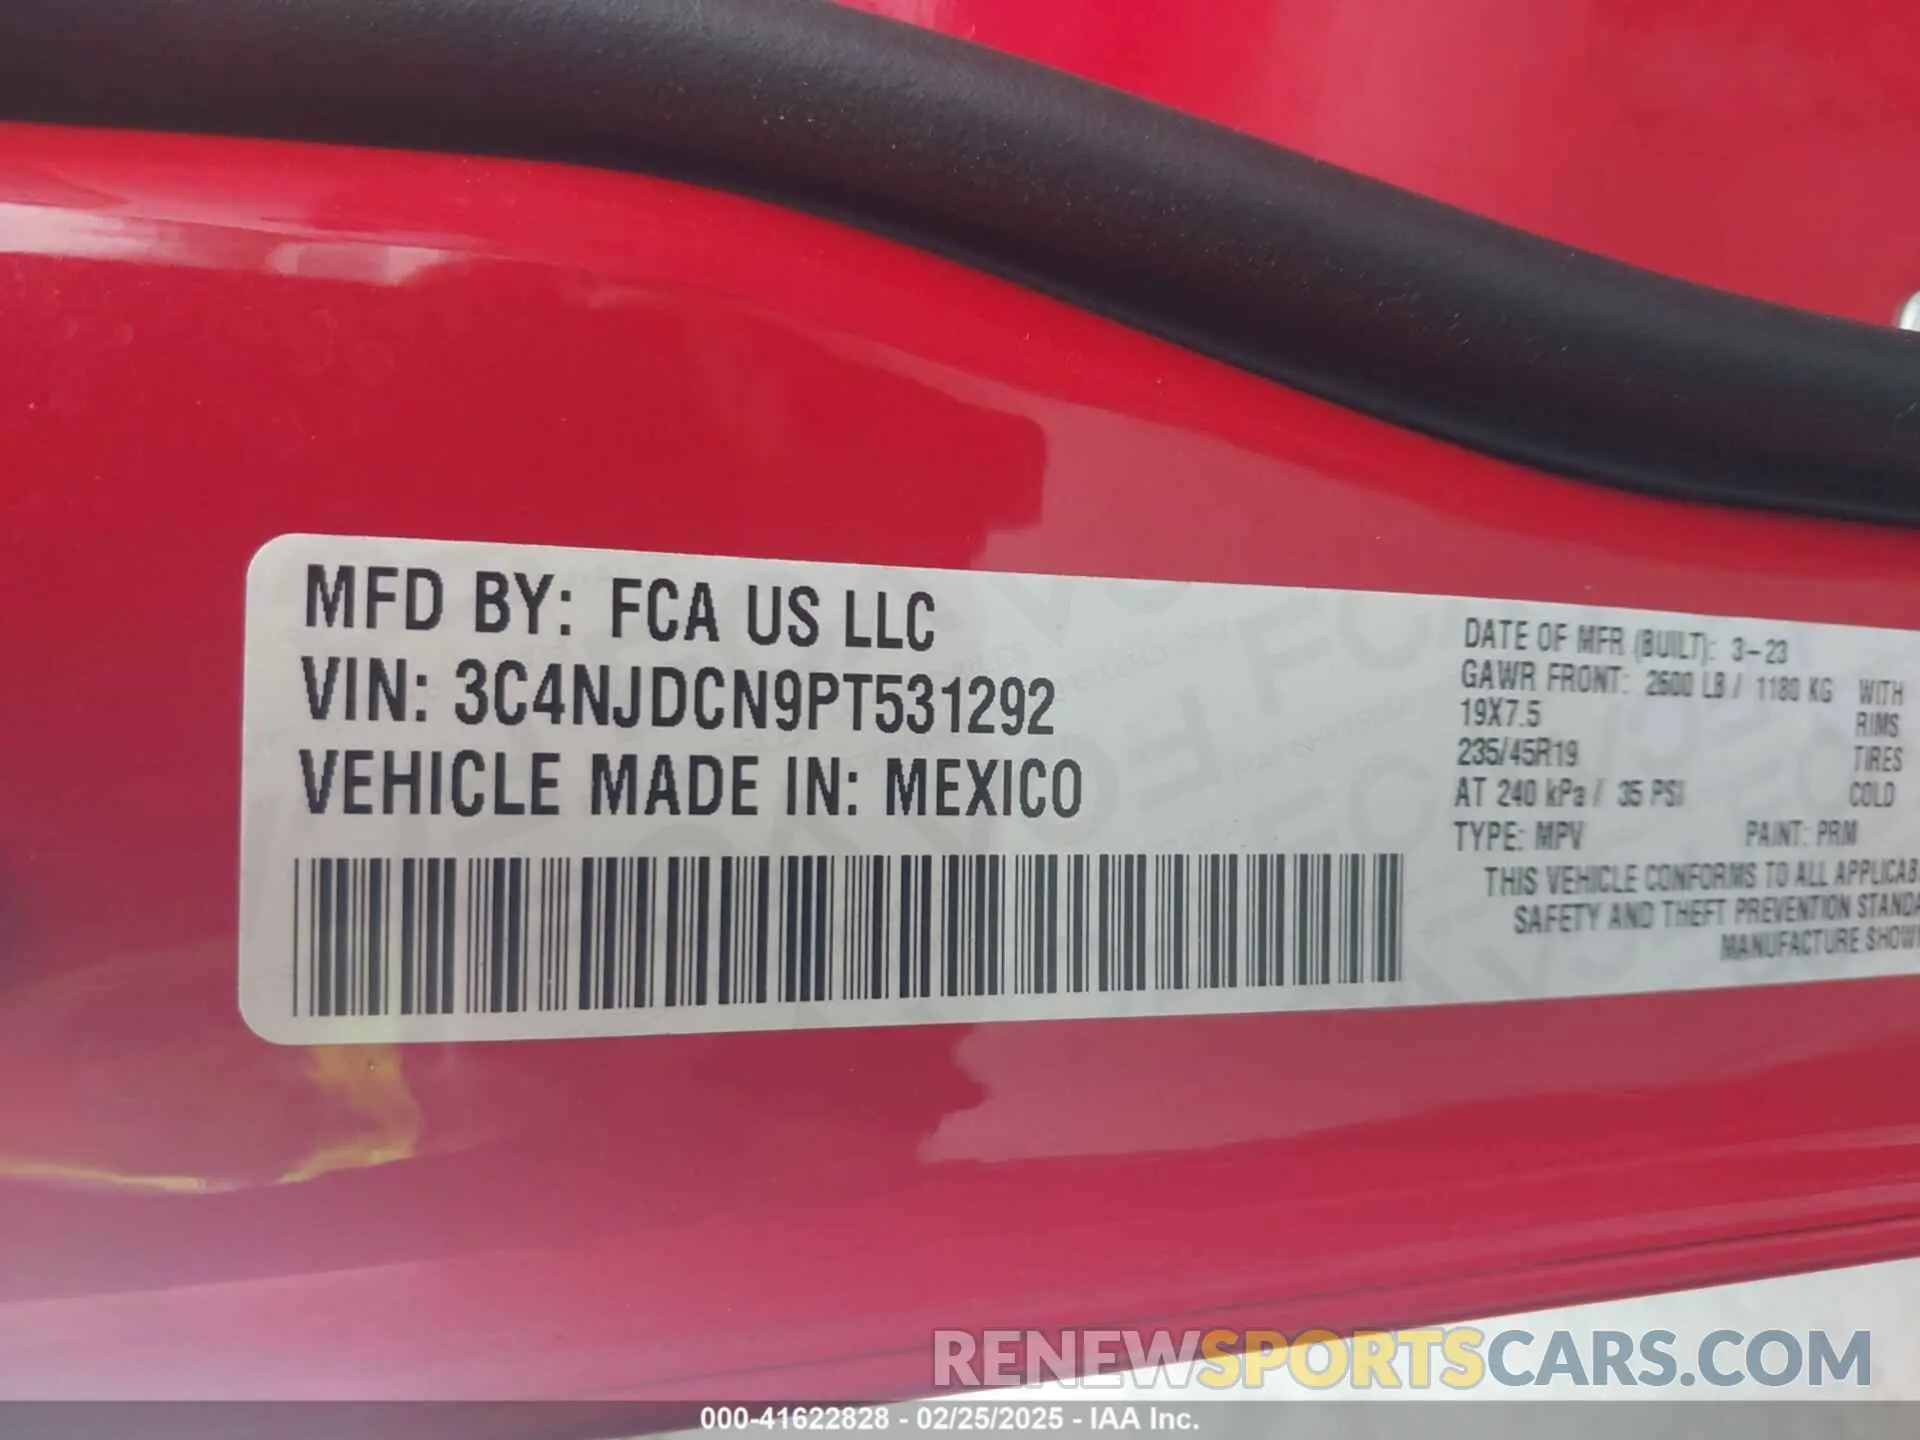 MFD BY: FCA US LLC
VIN: 3C4NJDCN9PT531292
VEHICLE MADE IN: MEXICO
DATE OF MFR (BUILT): 3-23
GAWR FRONT: 2600 LB / 1180 KG WITH
19X7.5 RIMS
235/45R19 TIRES
AT 240 kPa / 35 PSI COLD
TYPE: MPV PAINT: PRM
THIS VEHICLE CONFORMS TO ALL
SAFETY AND THEFT PREVENTION
MANUFACTURE
RENEWSPORTSCARS.COM
000-41622828 - 02/25/2025 - IAA Inc.